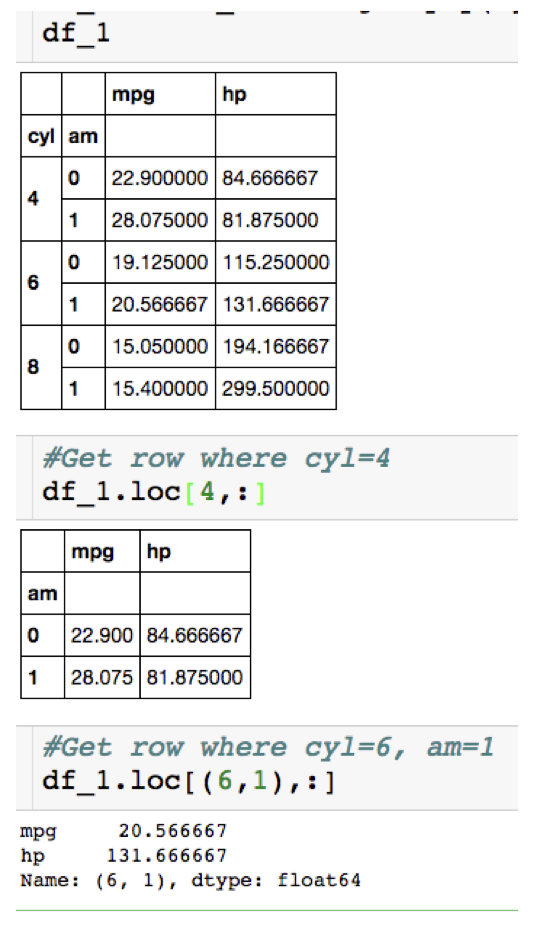 df_1
mpg hp
cyl am
4 0 22.900000 84.666667
1 28.075000 81.875000
6 0 19.125000 115.250000
1 20.566667 131.666667
8 0 15.050000 194.166667
1 15.400000 299.500000
#Get row where cyl=4
df_1.loc[4,:]
mpg hp
am
0 22.900 84.666667
1 28.075 81.875000
#Get row where cyl=6, am=1
df_1.loc[(6,1),:]
mpg 20.566667
hp 131.666667
Name: (6, 1), dtype: float64